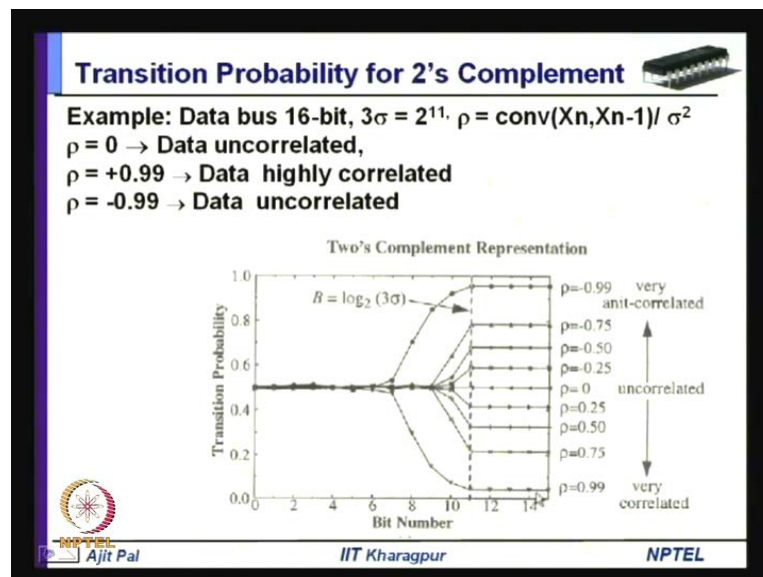 Transition Probability for 2's Complement
Example: Data bus 16-bit, 3σ = 2¹¹, ρ = conv(Xn,Xn-1)/ σ²
ρ = 0 → Data uncorrelated,
ρ = +0.99 → Data highly correlated
ρ = -0.99 → Data uncorrelated
Two's Complement Representation
1.0
0.8
0.6
0.4
0.2
0.0
Transition Probability
B = log₂ (3σ)
ρ=-0.99
ρ=-0.75
ρ=-0.50
ρ=-0.25
ρ= 0
ρ=0.25
ρ=0.50
ρ=0.75
ρ=0.99
very
anit-correlated
uncorrelated
very
correlated
0 2 4 6 8 10 12 14
Bit Number
NPTEL
Ajit Pal IIT Kharagpur NPTEL